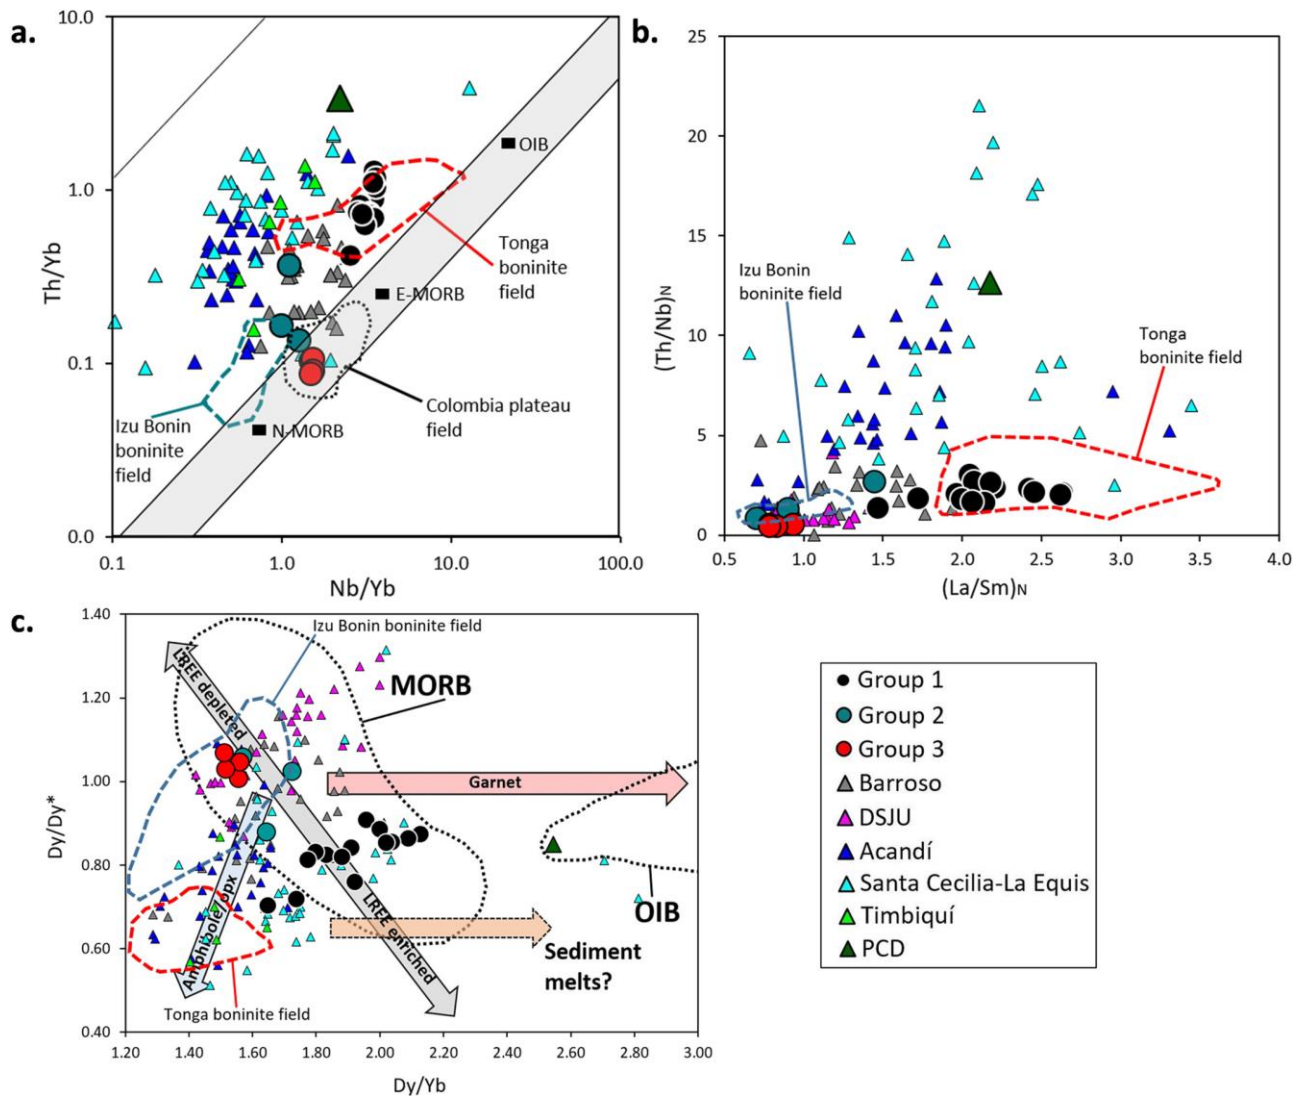 a.
10.0
1.0
0.1
0.0
Th/Yb
0.1
1.0
10.0
100.0
Nb/Yb
OIB
E-MORB
N-MORB
Tonga
boninite
field
Colombia plateau
field
Izu Bonin
boninite
field
b.
25
20
15
10
5
0
(Th/Nb)N
0.5
1.0
1.5
2.0
2.5
3.0
3.5
4.0
(La/Sm)N
Izu Bonin
boninite field
Tonga
boninite field
c.
1.40
1.20
1.00
0.80
0.60
0.40
Dy/Dy*
1.20
1.40
1.60
1.80
2.00
2.20
2.40
2.60
2.80
3.00
Dy/Yb
Izu Bonin boninite field
LREE depleted
MORB
Garnet
Amphibole/cpx
LREE enriched
OIB
Sediment
melts?
Tonga boninite field
Group 1
Group 2
Group 3
Barroso
DSJU
Acandí
Santa Cecilia-La Equis
Timbiquí
PCD